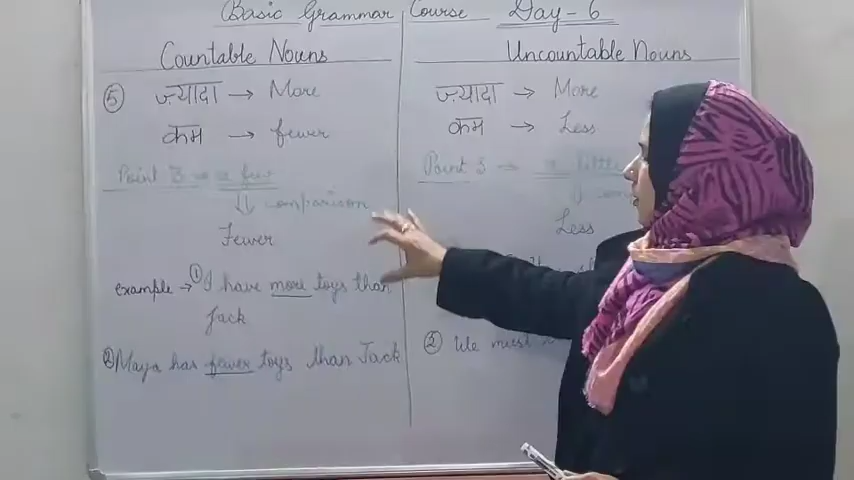 Basic Grammar Course Day-6
Countable Nouns
⑤ ज़्यादा → More
कम → fewer
Point 3 → a few
⇓ comparison
Fewer
example → ① I have more toys than
Jack
② Maya has fewer toys than Jack
Uncountable Nouns
ज़्यादा → More
कम → Less
Point 3 → a little
Less
② We must